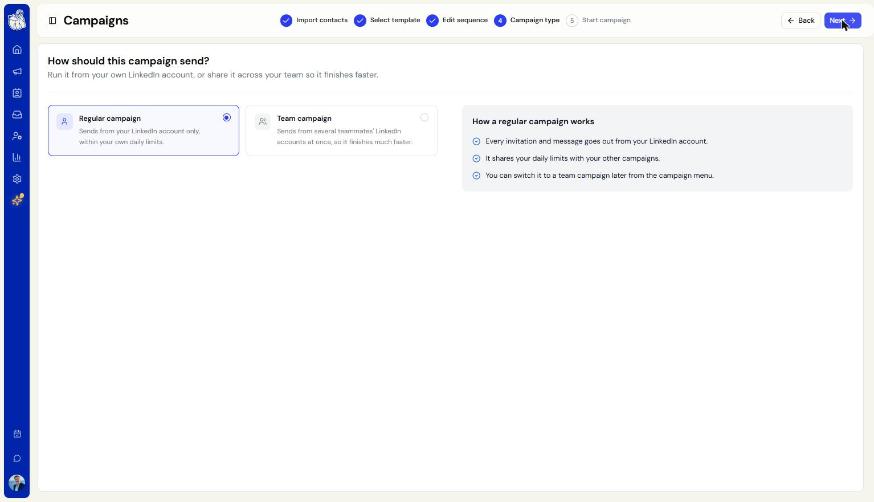 Campaigns
Import contacts
Select template
Edit sequence
4 Campaign type
5 Start campaign
Back
Next
How should this campaign send?
Run it from your own LinkedIn account, or share it across your team so it finishes faster.
Regular campaign
Sends from your LinkedIn account only,
within your own daily limits.
Team campaign
Sends from several teammates' LinkedIn
accounts at once, so it finishes much faster.
How a regular campaign works
Every invitation and message goes out from your LinkedIn account.
It shares your daily limits with your other campaigns.
You can switch it to a team campaign later from the campaign menu.